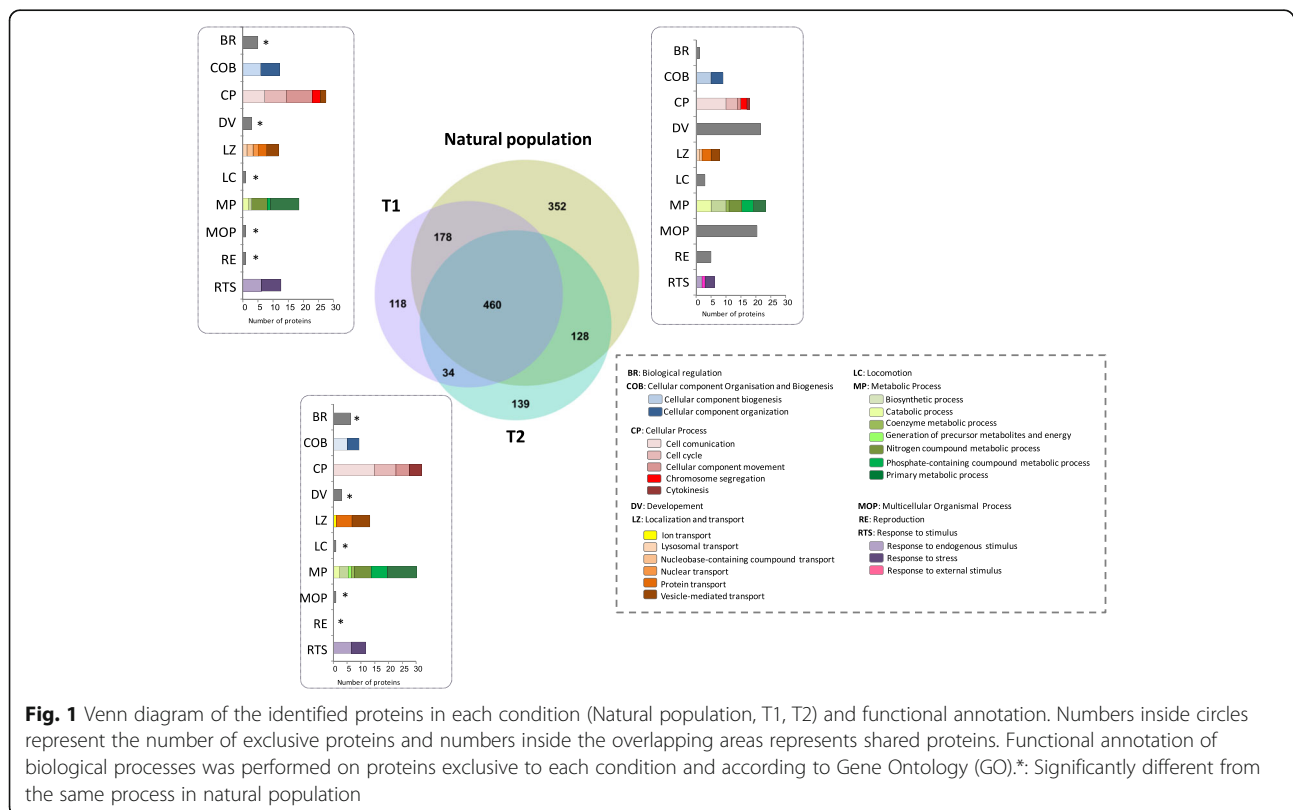 BR *
COB
CP
DV *
LZ
LC *
MP
MOP *
RE *
RTS
0 5 10 15 20 25 30
Number of proteins
BR
COB
CP
DV
LZ
LC
MP
MOP
RE
RTS
0 5 10 15 20 25 30
Number of proteins
Natural population
T1
352
178
118
460
128
34
139
T2
BR *
COB
CP
DV *
LZ
LC *
MP
MOP *
RE *
RTS
0 5 10 15 20 25 30
Number of proteins
BR: Biological regulation
COB: Cellular component Organisation and Biogenesis
Cellular component biogenesis
Cellular component organization
CP: Cellular Process
Cell comunication
Cell cycle
Cellular component movement
Chromosome segregation
Cytokinesis
DV: Developement
LZ: Localization and transport
Ion transport
Lysosomal transport
Nucleobase-containing coumpound transport
Nuclear transport
Protein transport
Vesicle-mediated transport
LC: Locomotion
MP: Metabolic Process
Biosynthetic process
Catabolic process
Coenzyme metabolic process
Generation of precursor metabolites and energy
Nitrogen coumpound metabolic process
Phosphate-containing coumpound metabolic process
Primary metabolic process
MOP: Multicellular Organismal Process
RE: Reproduction
RTS: Response to stimulus
Response to endogenous stimulus
Response to stress
Response to external stimulus
Fig. 1 Venn diagram of the identified proteins in each condition (Natural population, T1, T2) and functional annotation. Numbers inside circles
represent the number of exclusive proteins and numbers inside the overlapping areas represents shared proteins. Functional annotation of
biological processes was performed on proteins exclusive to each condition and according to Gene Ontology (GO).*: Significantly different from
the same process in natural population